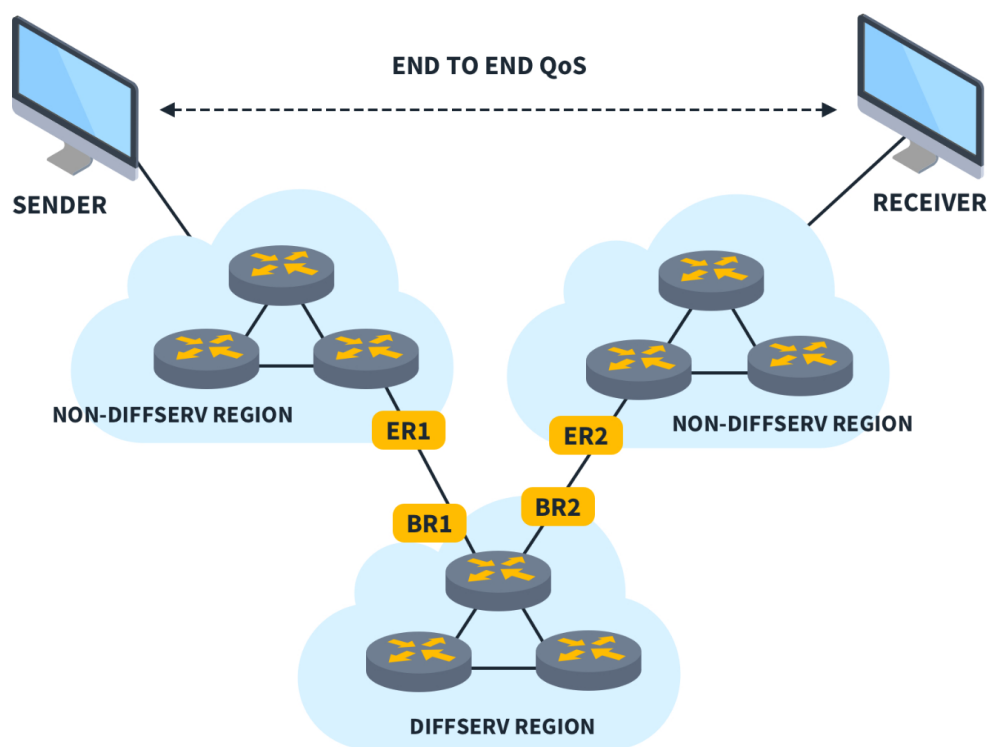 END TO END QoS
SENDER
RECEIVER
NON-DIFFSERV REGION
NON-DIFFSERV REGION
ER1
ER2
BR1
BR2
DIFFSERV REGION